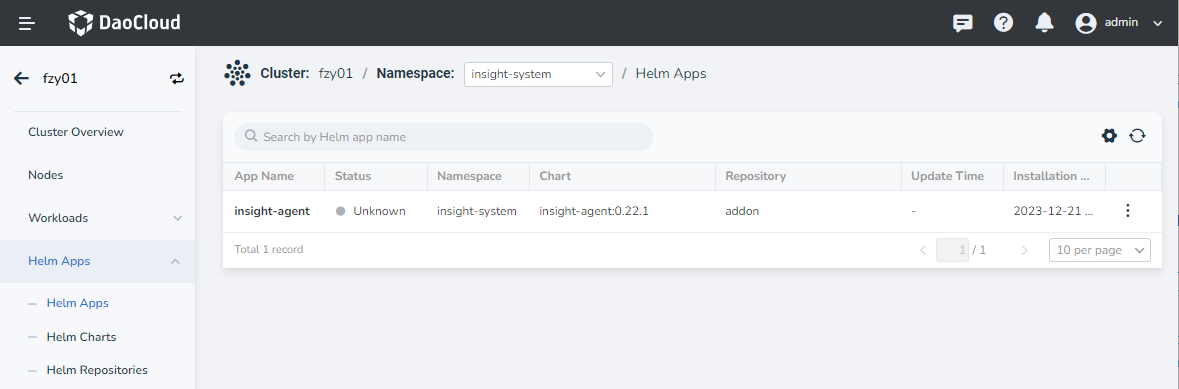 DaoCloud
admin
fzy01
Cluster: fzy01 / Namespace: insight-system / Helm Apps
Cluster Overview
Nodes
Workloads
Helm Apps
Helm Apps
Helm Charts
Helm Repositories
Search by Helm app name
App Name Status Namespace Chart Repository Update Time Installation ...
insight-agent Unknown insight-system insight-agent:0.22.1 addon - 2023-12-21 ...
Total 1 record
1 / 1
10 per page